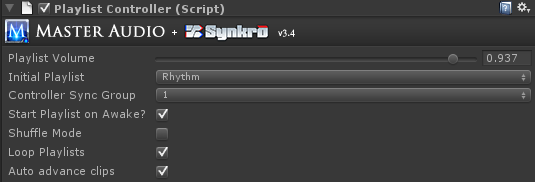 Playlist Controller (Script)
M MASTER AUDIO + Synkro v3.4
Playlist Volume 0.937
Initial Playlist Rhythm
Controller Sync Group 1
Start Playlist on Awake?
Shuffle Mode
Loop Playlists
Auto advance clips